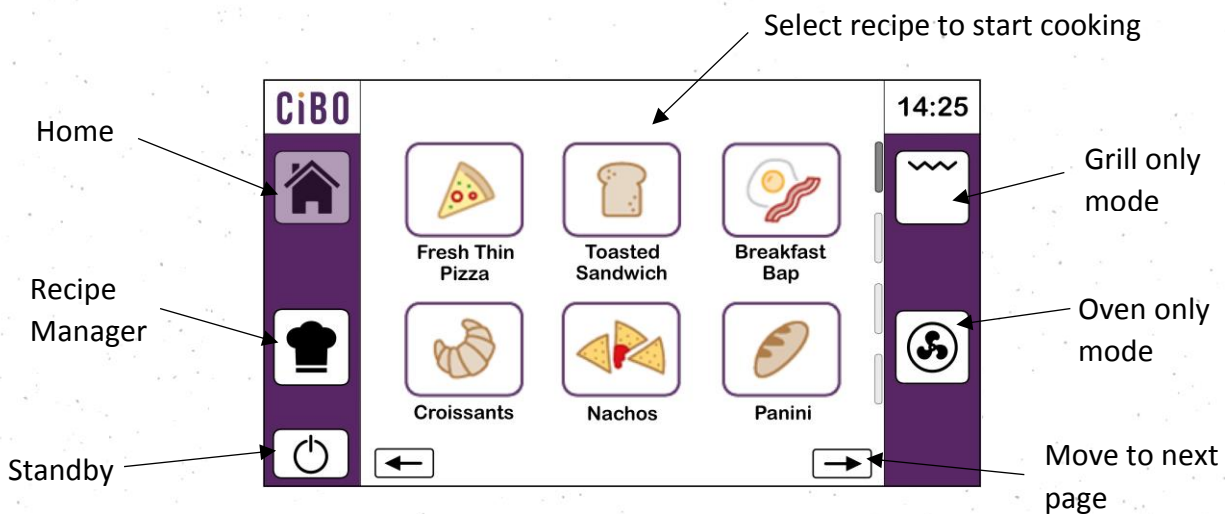 Select recipe to start cooking
CiBO
14:25
Home
Grill only
mode
Fresh Thin
Pizza
Toasted
Sandwich
Breakfast
Bap
Recipe
Manager
Oven only
mode
Croissants
Nachos
Panini
Standby
Move to next
page